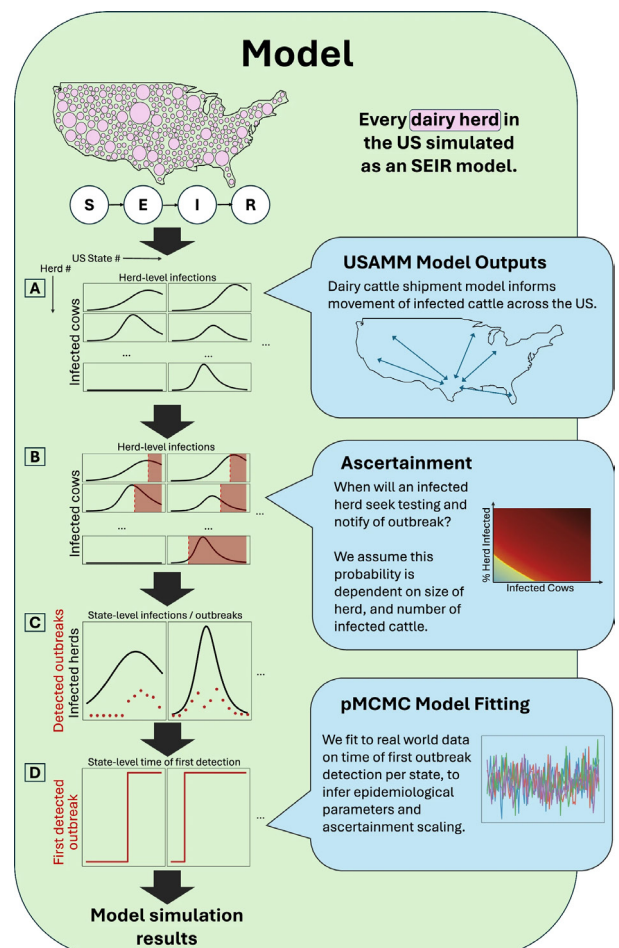 Model
Every dairy herd in
the US simulated
as an SEIR model.
S
E
I
R
US State #
Herd #
A
Herd-level infections
Infected cows
...
...
...
USAMM Model Outputs
Dairy cattle shipment model informs
movement of infected cattle across the US.
B
Herd-level infections
Infected cows
...
...
...
Ascertainment
When will an infected
herd seek testing and
notify of outbreak?
We assume this
probability is
dependent on size of
herd, and number of
infected cattle.
% Herd Infected
Infected Cows
C
State-level infections / outbreaks
Detected outbreaks
Infected herds
...
pMCMC Model Fitting
We fit to real world data
on time of first outbreak
detection per state, to
infer epidemiological
parameters and
ascertainment scaling.
D
State-level time of first detection
First detected
outbreak
...
Model simulation
results